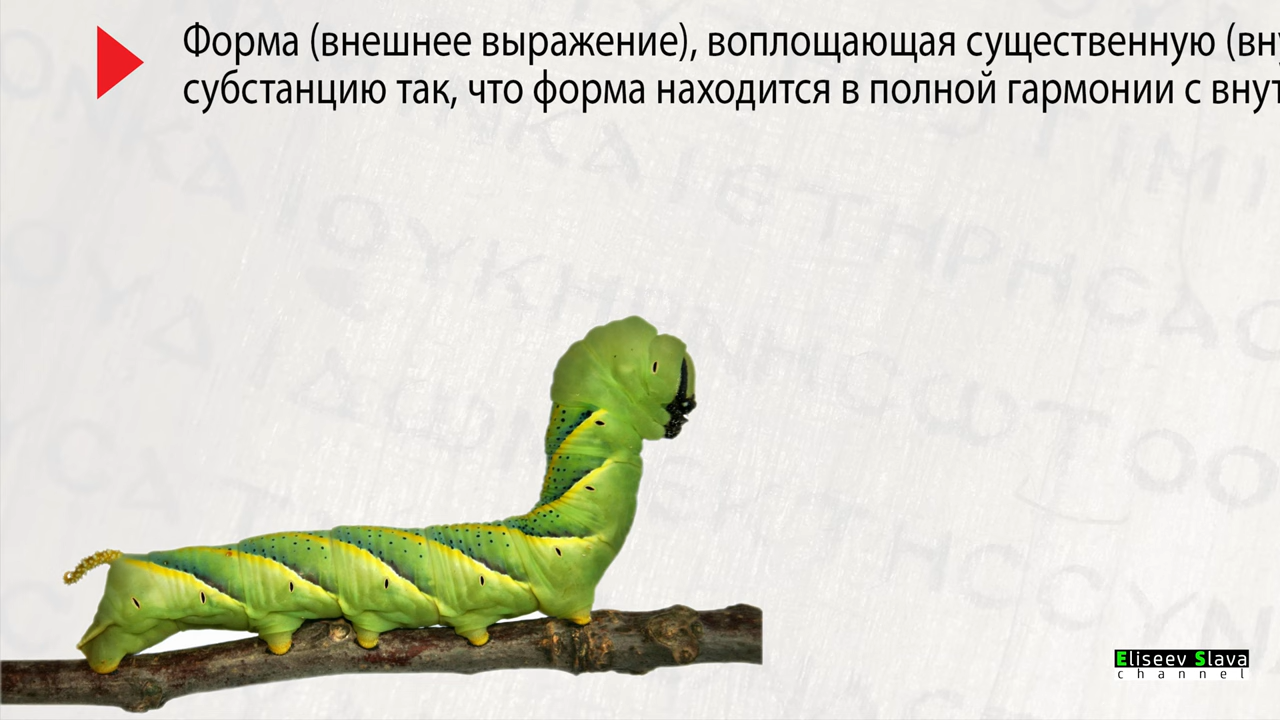 Форма (внешнее выражение), воплощающая существенную
субстанцию так, что форма находится в полной гармонии с
Eliseev Slava
channel